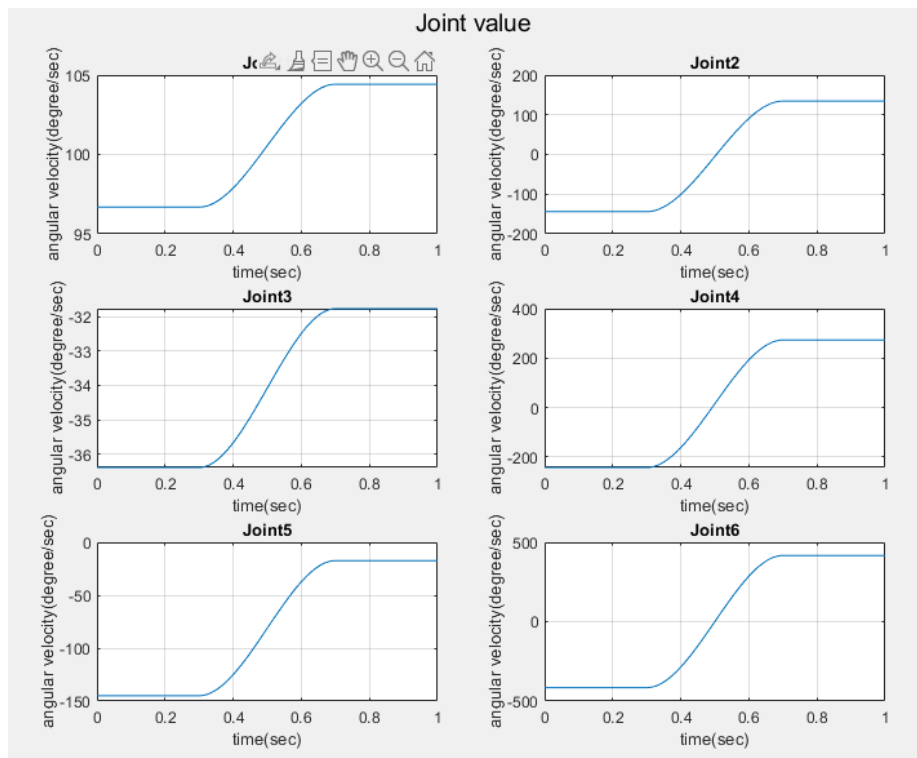 Joint value
J
105
100
95
0 0.2 0.4 0.6 0.8 1
angular velocity(degree/sec)
time(sec)
Joint2
200
100
0
-100
-200
0 0.2 0.4 0.6 0.8 1
angular velocity(degree/sec)
time(sec)
Joint3
-32
-33
-34
-35
-36
0 0.2 0.4 0.6 0.8 1
angular velocity(degree/sec)
time(sec)
Joint4
400
200
0
-200
0 0.2 0.4 0.6 0.8 1
angular velocity(degree/sec)
time(sec)
Joint5
0
-50
-100
-150
0 0.2 0.4 0.6 0.8 1
angular velocity(degree/sec)
time(sec)
Joint6
500
0
-500
0 0.2 0.4 0.6 0.8 1
angular velocity(degree/sec)
time(sec)